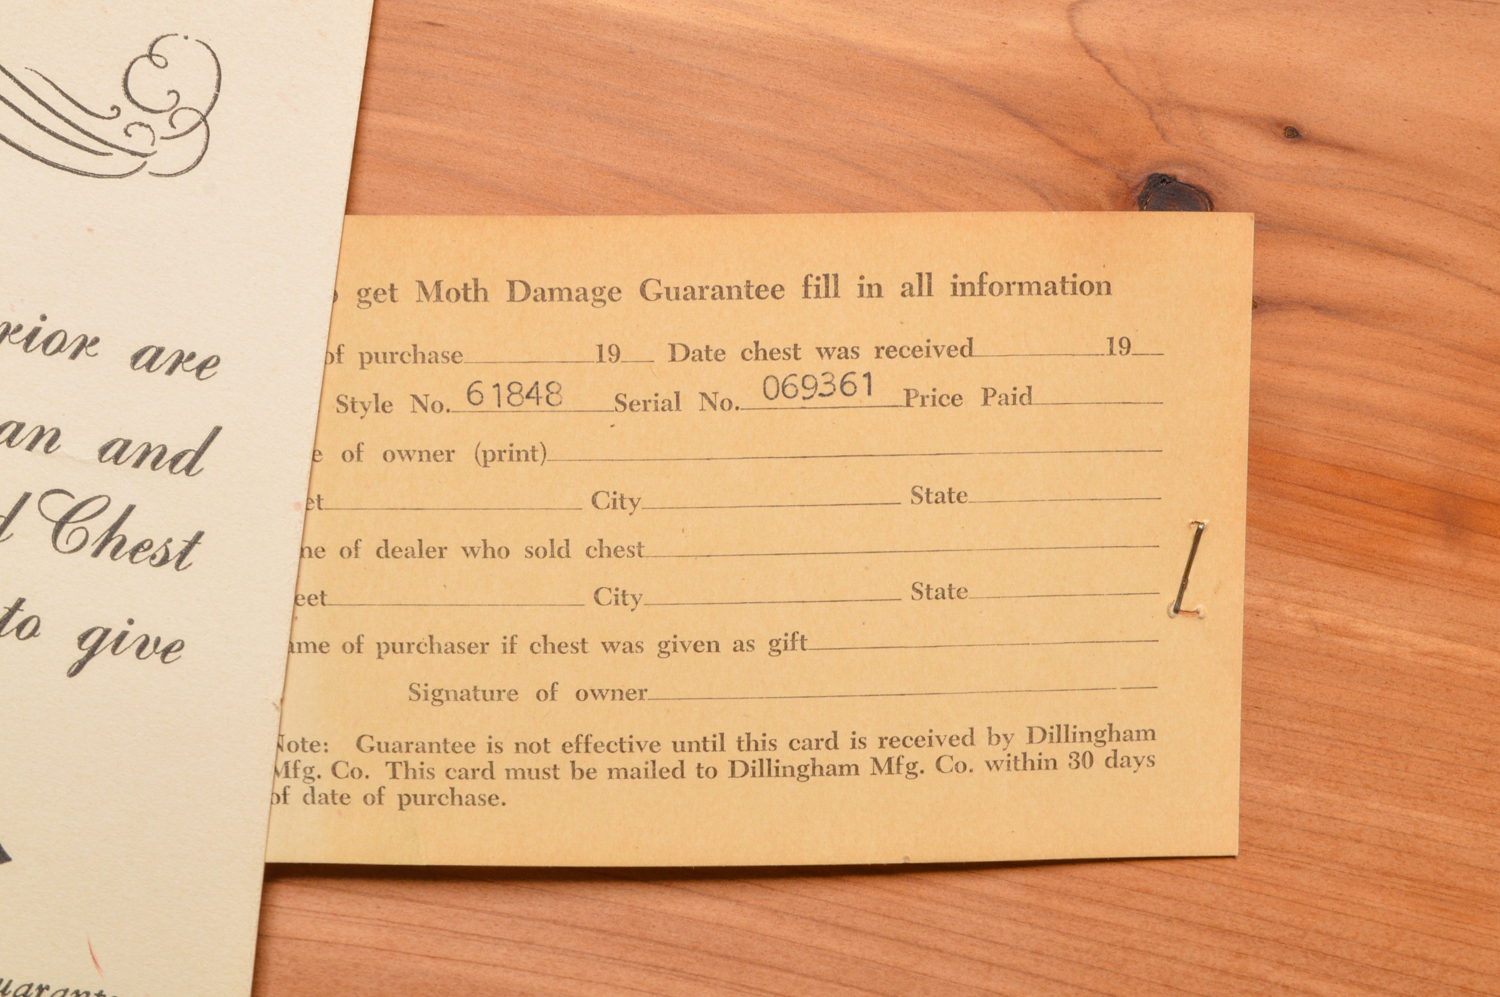 are
and
Chest
to give
get Moth Damage Guarantee fill in all information
of purchase 19 Date chest was received 19
Style No. 61848 Serial No. 069361 Price Paid
of owner (print)
City State
of dealer who sold chest
City State
of purchaser if chest was given as gift
Signature of owner
Note: Guarantee is not effective until this card is received by Dillingham
Mfg. Co. This card must be mailed to Dillingham Mfg. Co. within 30 days
of date of purchase.